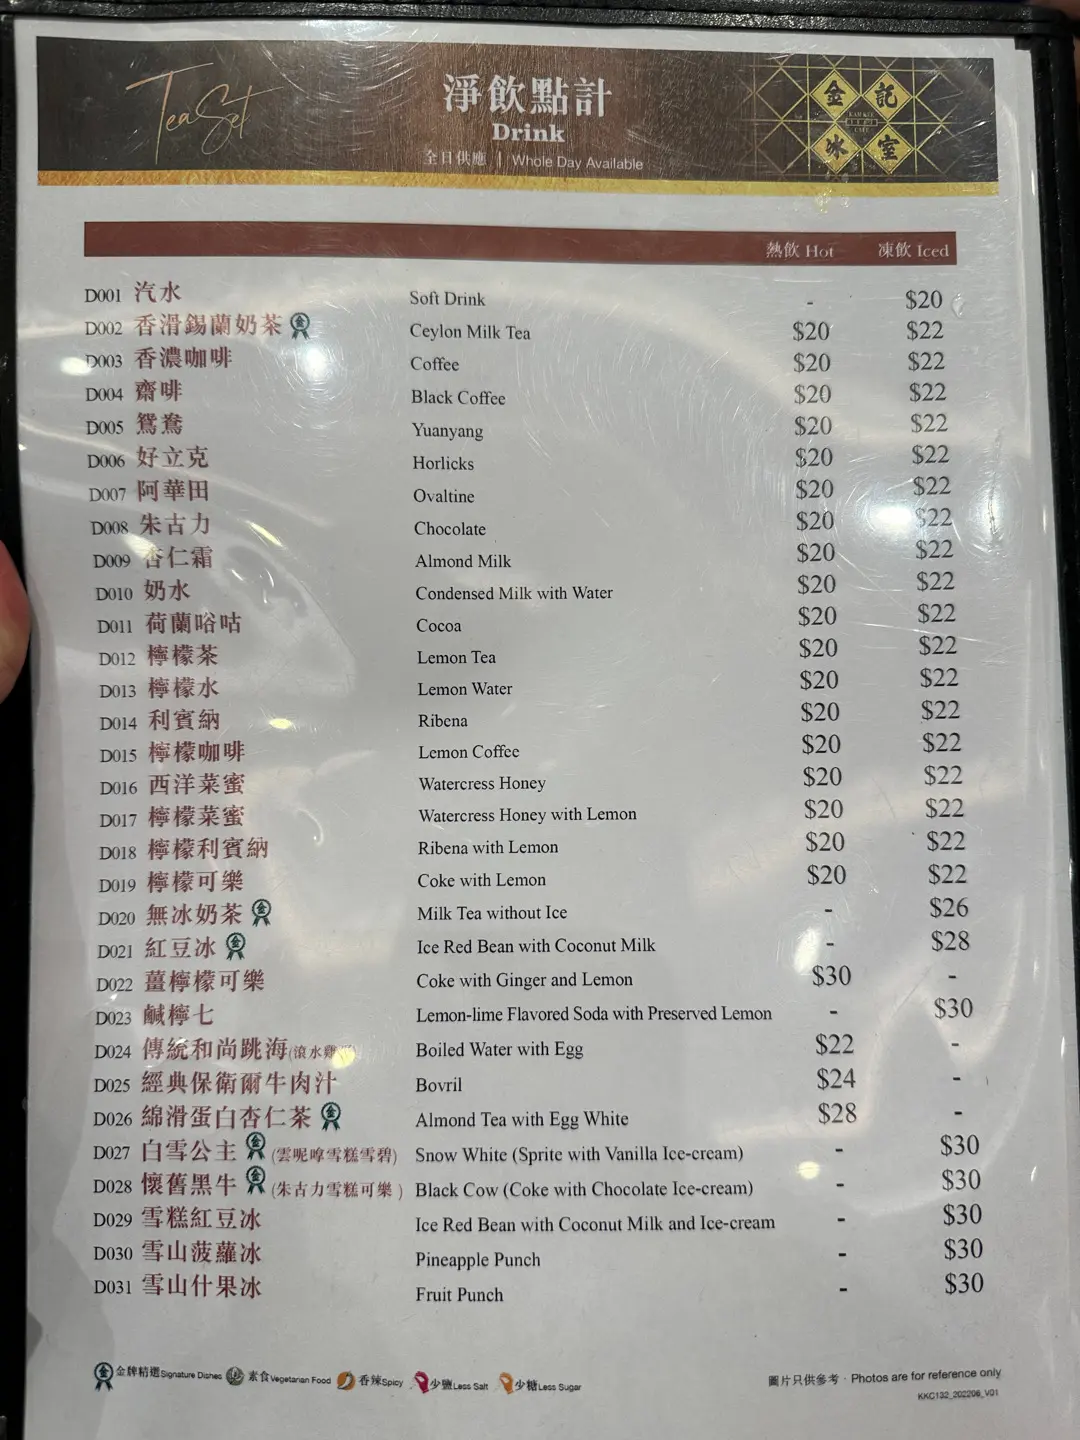 Tea Set
淨飲點計
Drink
全日供應 | Whole Day Available
金記冰室
熱飲 Hot 凍飲 Iced
D001 汽水 Soft Drink - $20
D002 香滑錫蘭奶茶 Ceylon Milk Tea $20 $22
D003 香濃咖啡 Coffee $20 $22
D004 齋啡 Black Coffee $20 $22
D005 鴛鴦 Yuanyang $20 $22
D006 好立克 Horlicks $20 $22
D007 阿華田 Ovaltine $20 $22
D008 朱古力 Chocolate $20 $22
D009 杏仁霜 Almond Milk $20 $22
D010 奶水 Condensed Milk with Water $20 $22
D011 荷蘭唂咕 Cocoa $20 $22
D012 檸檬茶 Lemon Tea $20 $22
D013 檸檬水 Lemon Water $20 $22
D014 利賓納 Ribena $20 $22
D015 檸檬咖啡 Lemon Coffee $20 $22
D016 西洋菜蜜 Watercress Honey $20 $22
D017 檸檬菜蜜 Watercress Honey with Lemon $20 $22
D018 檸檬利賓納 Ribena with Lemon $20 $22
D019 檸檬可樂 Coke with Lemon $20 $22
D020 無冰奶茶 Milk Tea without Ice - $26
D021 紅豆冰 Ice Red Bean with Coconut Milk - $28
D022 薑檸檬可樂 Coke with Ginger and Lemon $30 -
D023 鹹檸七 Lemon-lime Flavored Soda with Preserved Lemon - $30
D024 傳統和尚跳海(滾水雞) Boiled Water with Egg $22 -
D025 經典保衛爾牛肉汁 Bovril $24 -
D026 綿滑蛋白杏仁茶 Almond Tea with Egg White $28 -
D027 白雪公主 (雲呢嗱雪糕雪碧) Snow White (Sprite with Vanilla Ice-cream) - $30
D028 懷舊黑牛 (朱古力雪糕可樂) Black Cow (Coke with Chocolate Ice-cream) - $30
D029 雪糕紅豆冰 Ice Red Bean with Coconut Milk and Ice-cream - $30
D030 雪山菠蘿冰 Pineapple Punch - $30
D031 雪山什果冰 Fruit Punch - $30
金牌精選 Signature Dishes 素食 Vegetarian Food 香辣 Spicy 少鹽 Less Salt 少糖 Less Sugar
圖片只供參考・Photos are for reference only
KKC132_202206_V01